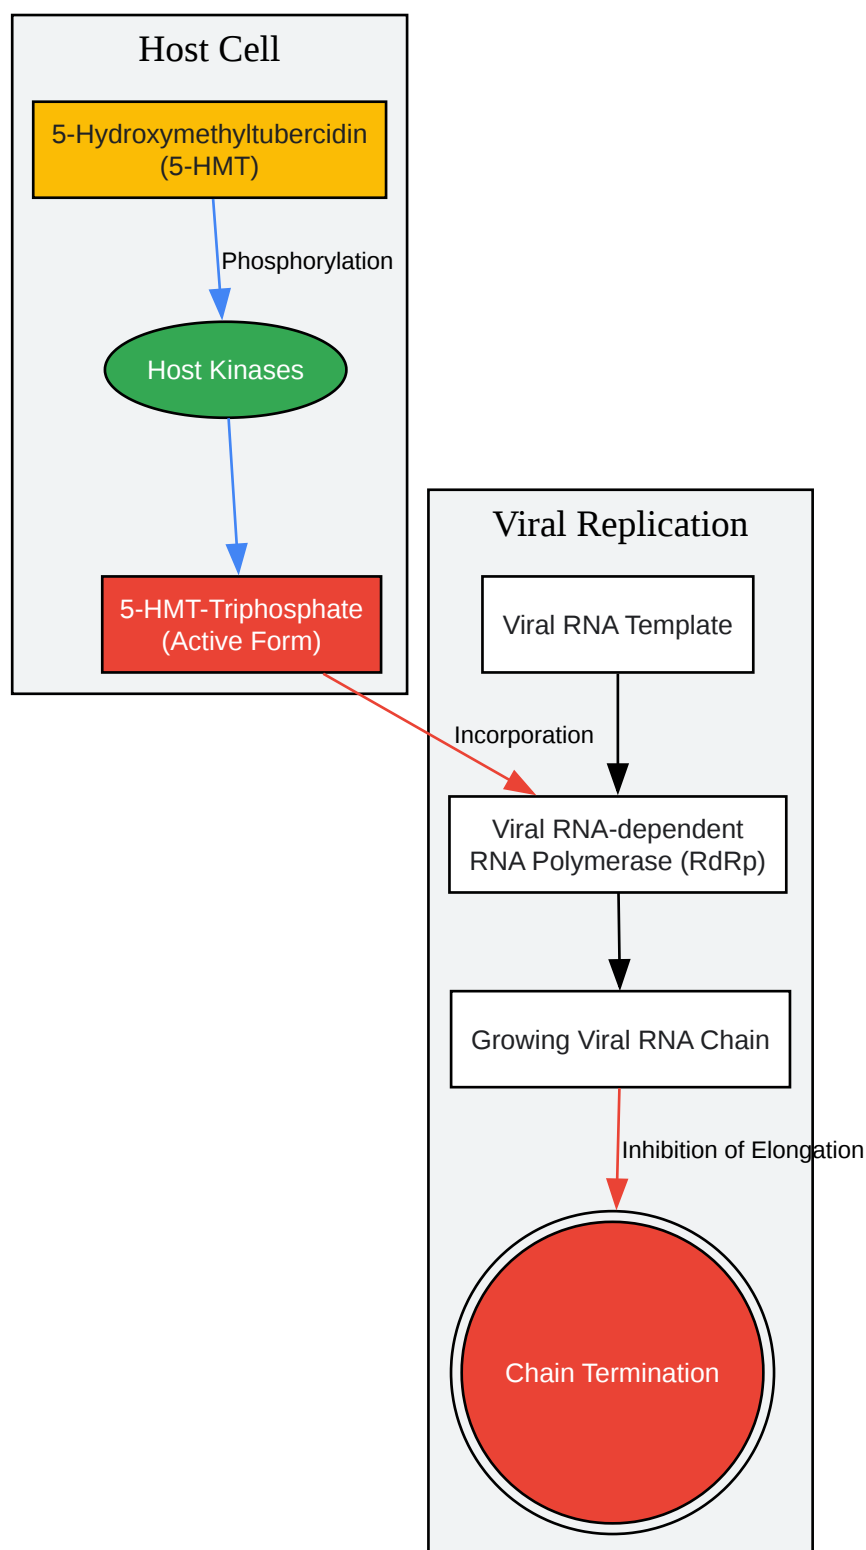 Host Cell
5-Hydroxymethyltubercidin
(5-HMT)
Phosphorylation
Host Kinases
5-HMT-Triphosphate
(Active Form)
Viral Replication
Viral RNA Template
Incorporation
Viral RNA-dependent
RNA Polymerase (RdRp)
Growing Viral RNA Chain
Inhibition of Elongation
Chain Termination